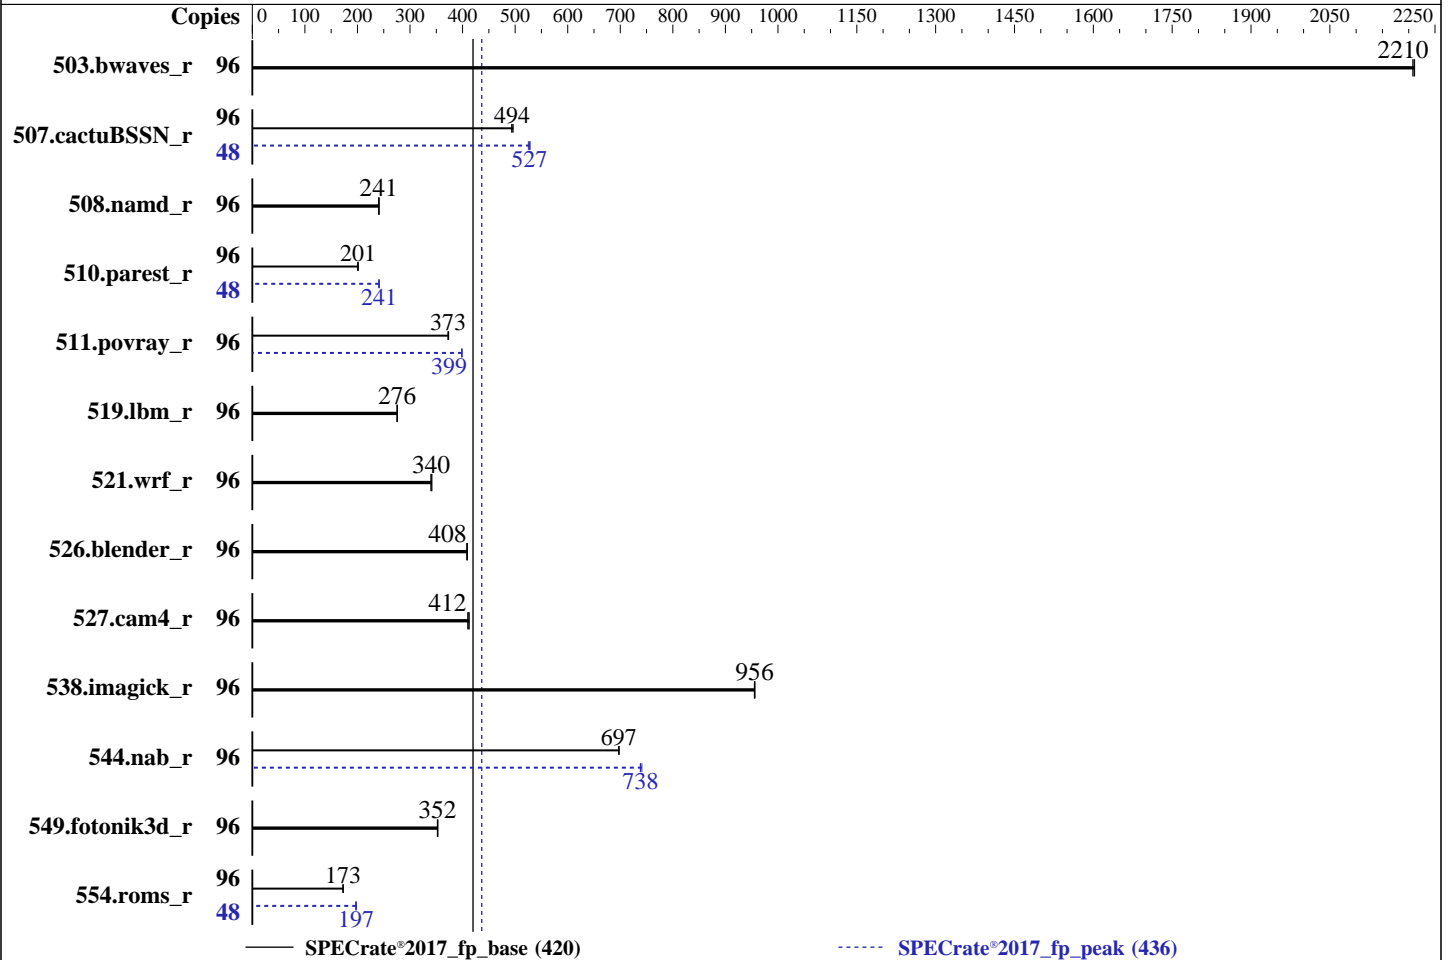 Copies 0 100 200 300 400 500 600 700 800 900 1000 1150 1300 1450 1600 1750 1900 2050 2250
503.bwaves_r 96 2210
507.cactuBSSN_r 96 494
48 527
508.namd_r 96 241
510.parest_r 96 201
48 241
511.povray_r 96 373
399
519.lbm_r 96 276
521.wrf_r 96 340
526.blender_r 96 408
527.cam4_r 96 412
538.imagick_r 96 956
544.nab_r 96 697
738
549.fotonik3d_r 96 352
554.roms_r 96 173
48 197
SPECrate®2017_fp_base (420) SPECrate®2017_fp_peak (436)